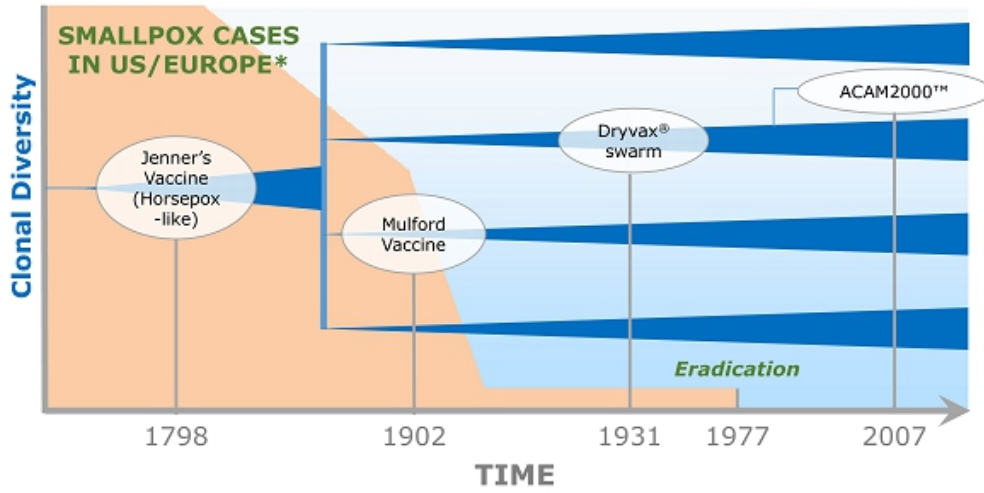 SMALLPOX CASES
IN US/EUROPE*
Clonal Diversity
Jenner's
Vaccine
(Horsepox
-like)
Mulford
Vaccine
Dryvax®
swarm
ACAM2000™
Eradication
1798
1902
1931
1977
2007
TIME